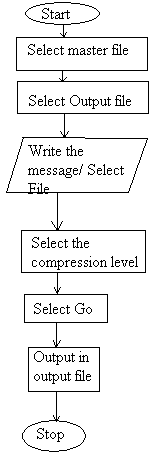 Start
Select master file
Select Output file
Write the
message/ Select
File
Select the
compression level
Select Go
Output in
output file
Stop